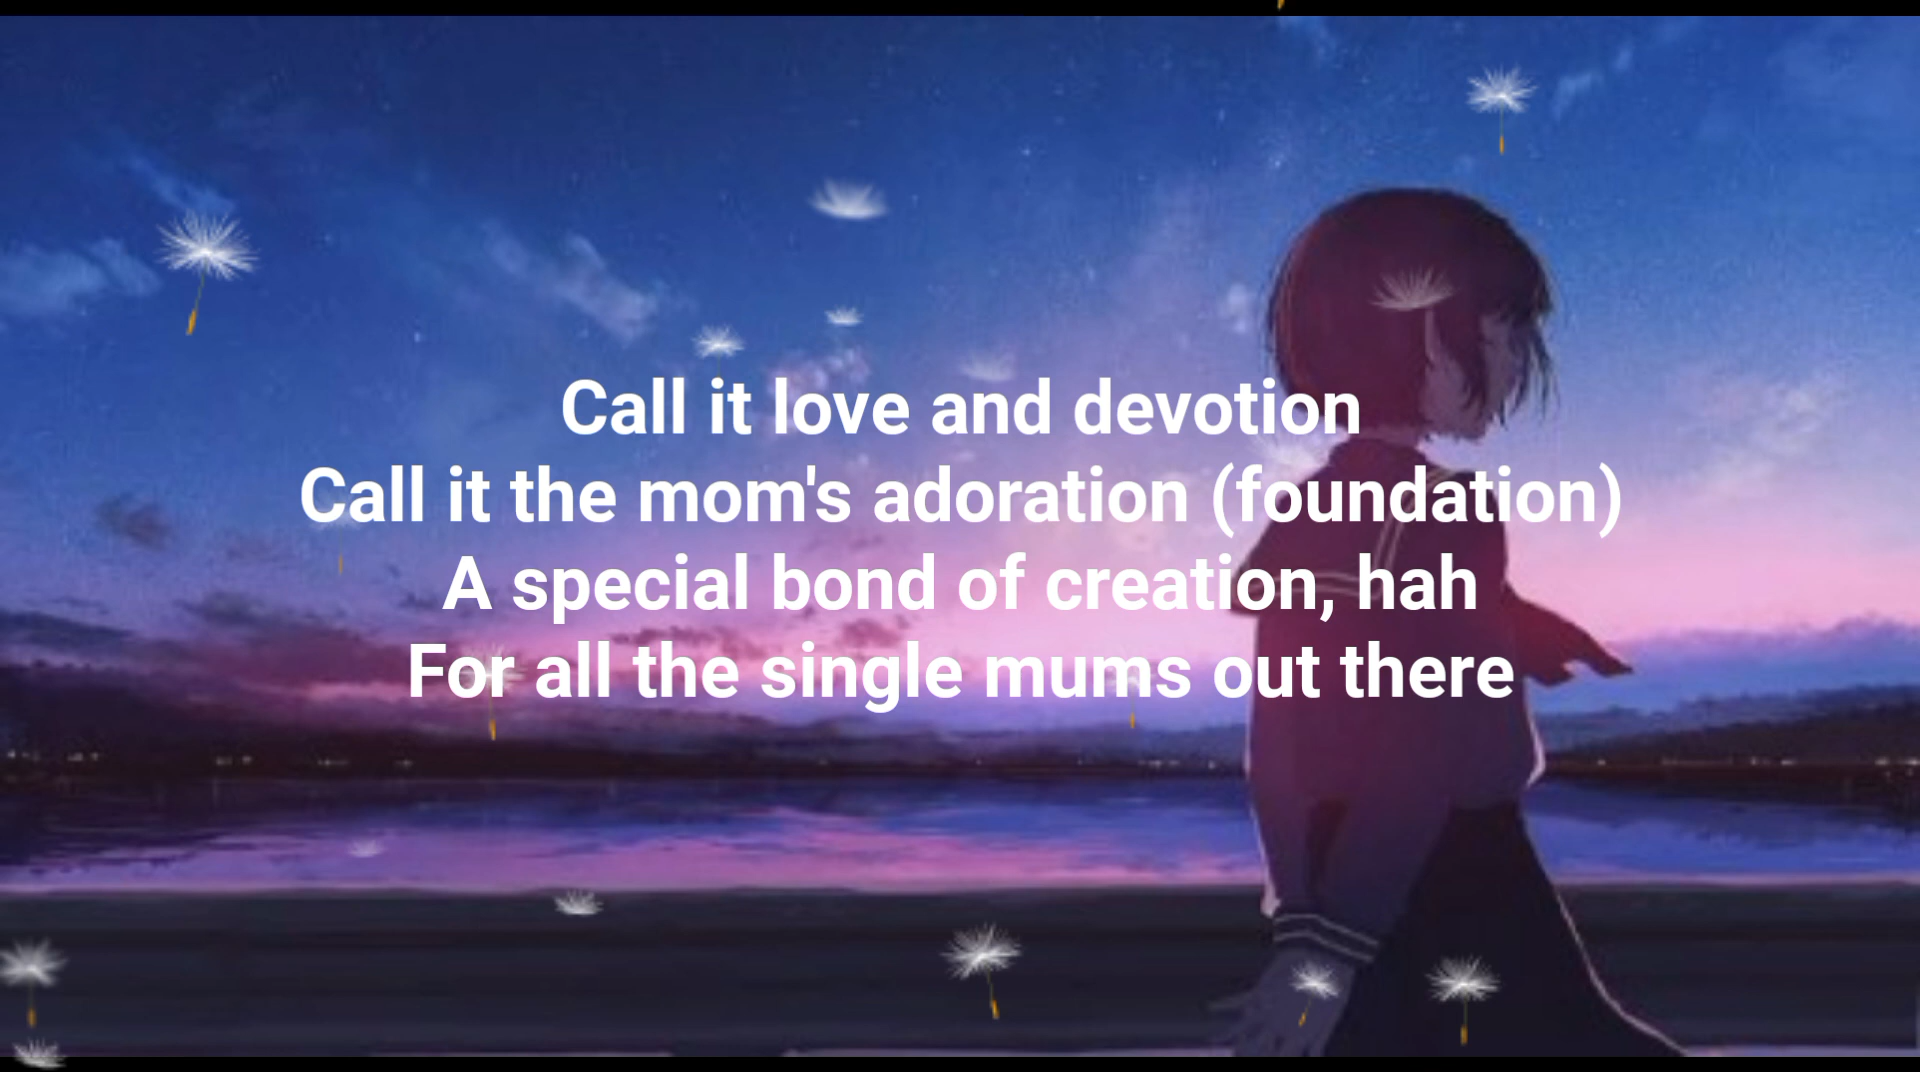 Call it love and devotion
Call it the mom's adoration (foundation)
A special bond of creation, hah
For all the single mums out there